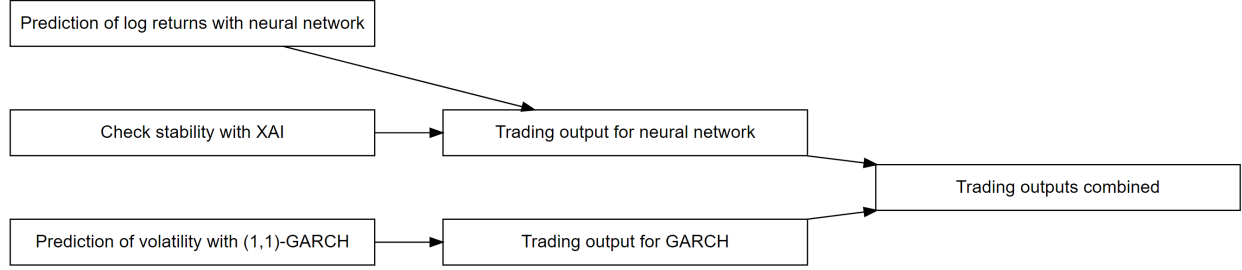 Prediction of log returns with neural network
Check stability with XAI
Trading output for neural network
Trading outputs combined
Prediction of volatility with (1,1)-GARCH
Trading output for GARCH